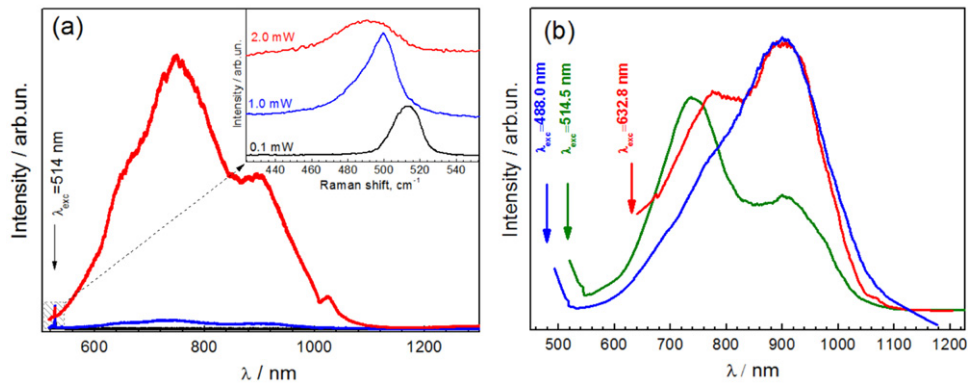 (a)
Intensity / arb.un.
λexc=514 nm
600
800
1000
1200
λ / nm
Intensity / arb.un.
2.0 mW
1.0 mW
0.1 mW
440
460
480
500
520
540
Raman shift, cm⁻¹
(b)
Intensity / arb.un.
λexc=488.0 nm
λexc=514.5 nm
λexc=632.8 nm
500
600
700
800
900
1000
1100
1200
λ / nm